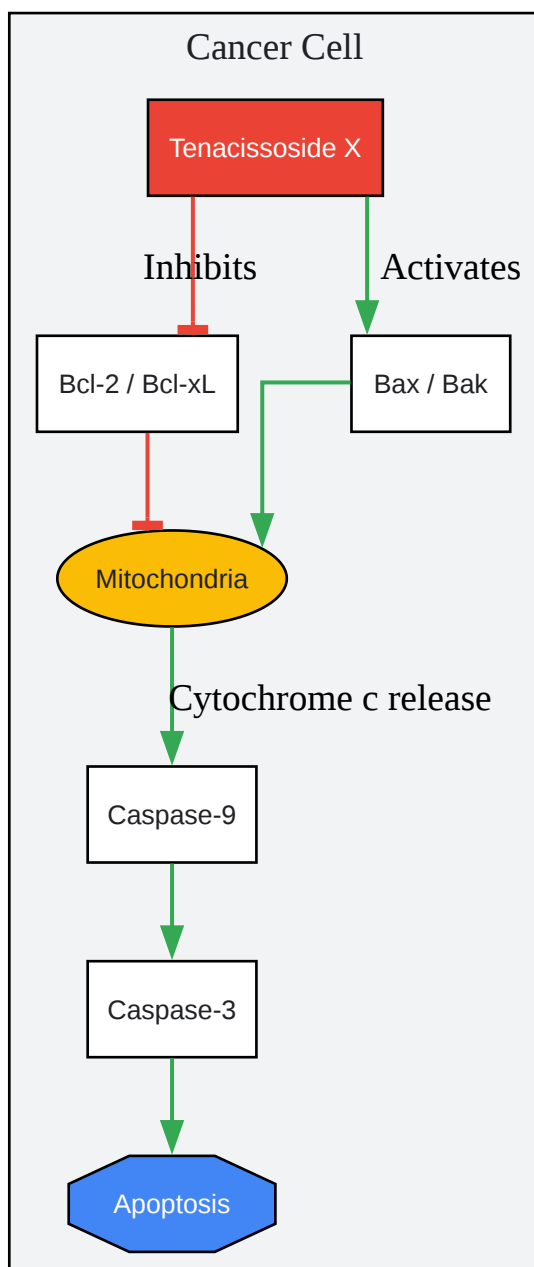 Cancer Cell
Tenacissoside X
Inhibits
Activates
Bcl-2 / Bcl-xL
Bax / Bak
Mitochondria
Cytochrome c release
Caspase-9
Caspase-3
Apoptosis